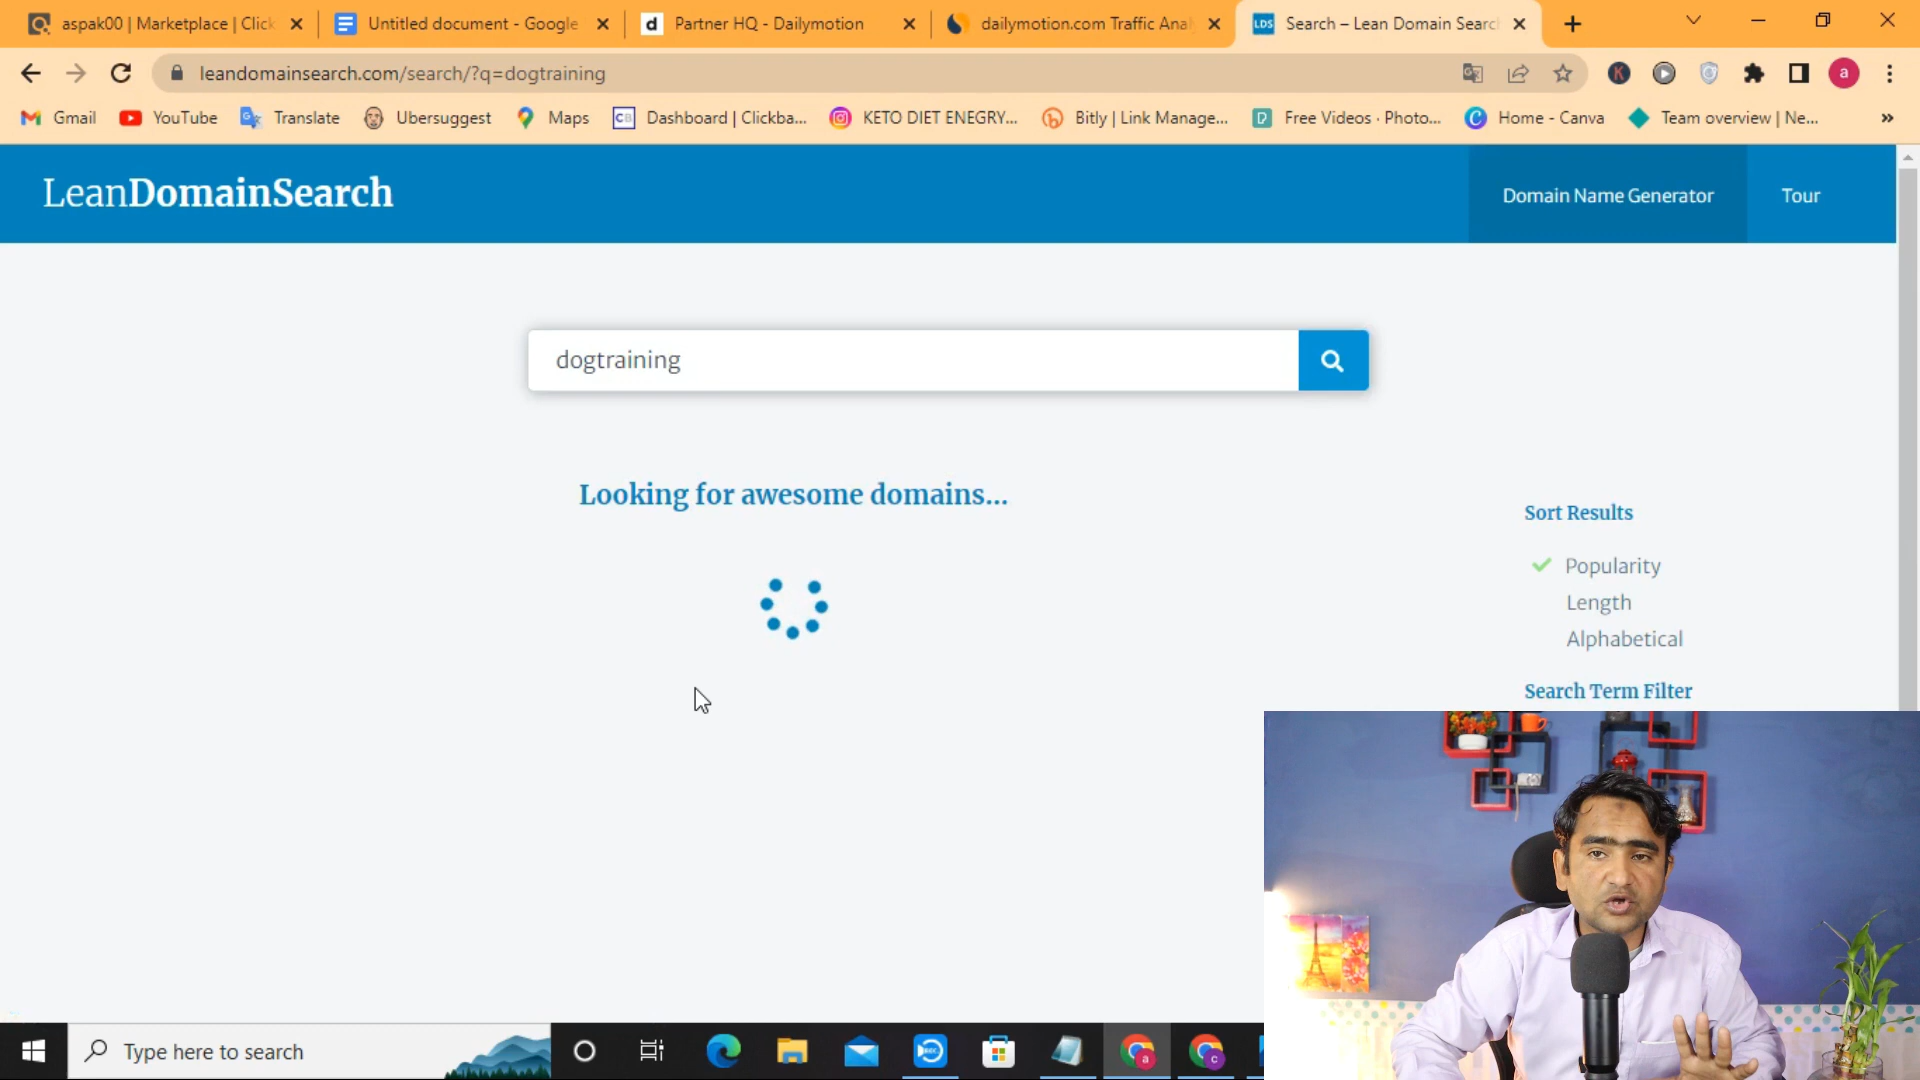 aspak00 | Marketplace | Click
Untitled document - Google
Partner HQ - Dailymotion
dailymotion.com Traffic Anal
Search – Lean Domain Search
leandomainsearch.com/search/?q=dogtraining
Gmail
YouTube
Translate
Ubersuggest
Maps
Dashboard | Clickba...
KETO DIET ENEGRY...
Bitly | Link Manage...
Free Videos · Photo...
Home - Canva
Team overview | Ne...
»
LeanDomainSearch
Domain Name Generator
Tour
dogtraining
Looking for awesome domains...
Sort Results
Popularity
Length
Alphabetical
Search Term Filter
Type here to search